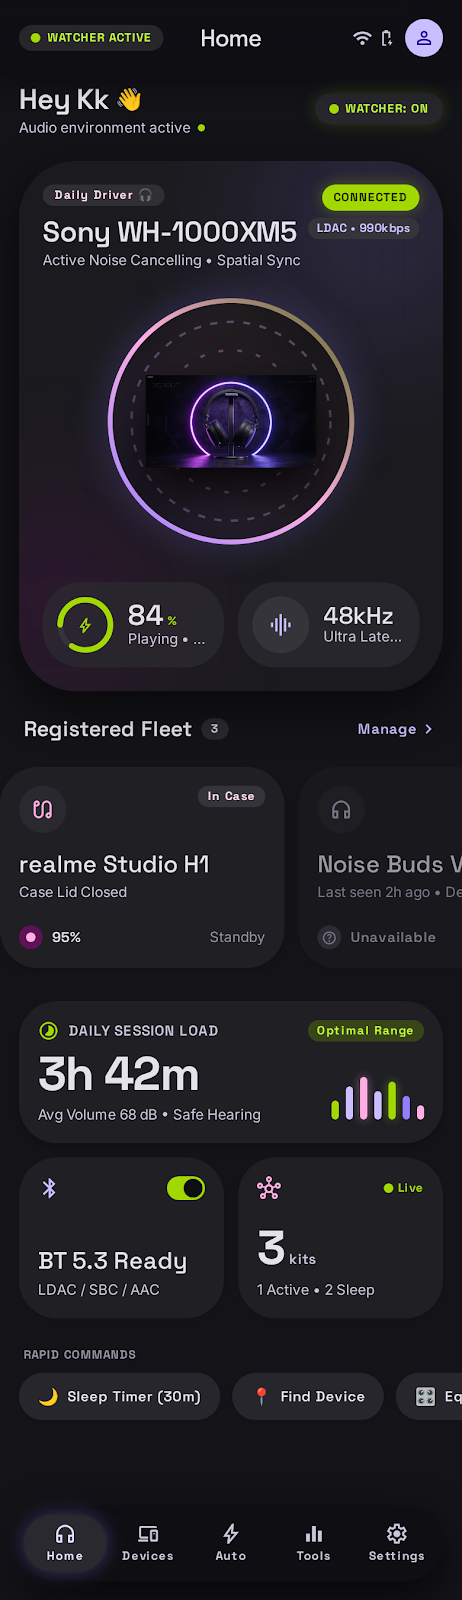 WATCHER ACTIVE
Home
Hey Kk 👋
WATCHER: ON
Audio environment active
Daily Driver 🎧
CONNECTED
Sony WH-1000XM5
LDAC • 990kbps
Active Noise Cancelling • Spatial Sync
84%
Playing • ...
48kHz
Ultra Late...
Registered Fleet
3
Manage
In Case
realme Studio H1
Case Lid Closed
95%
Standby
Noise Buds V
Last seen 2h ago • De
Unavailable
DAILY SESSION LOAD
Optimal Range
3h 42m
Avg Volume 68 dB • Safe Hearing
BT 5.3 Ready
LDAC / SBC / AAC
Live
3 kits
1 Active • 2 Sleep
RAPID COMMANDS
🌙 Sleep Timer (30m)
📍 Find Device
🎛️ Eq
Home
Devices
Auto
Tools
Settings